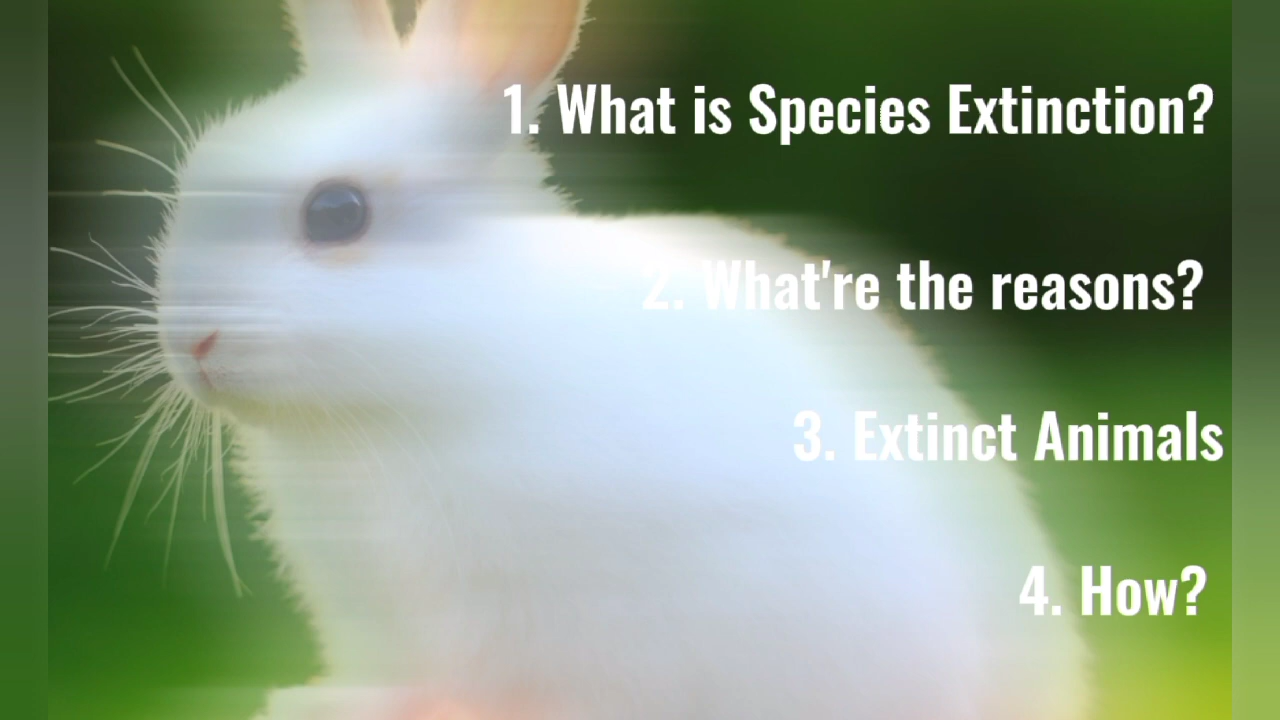 1. What is Species Extinction?
2. What're the reasons?
3. Extinct Animals
4. How?